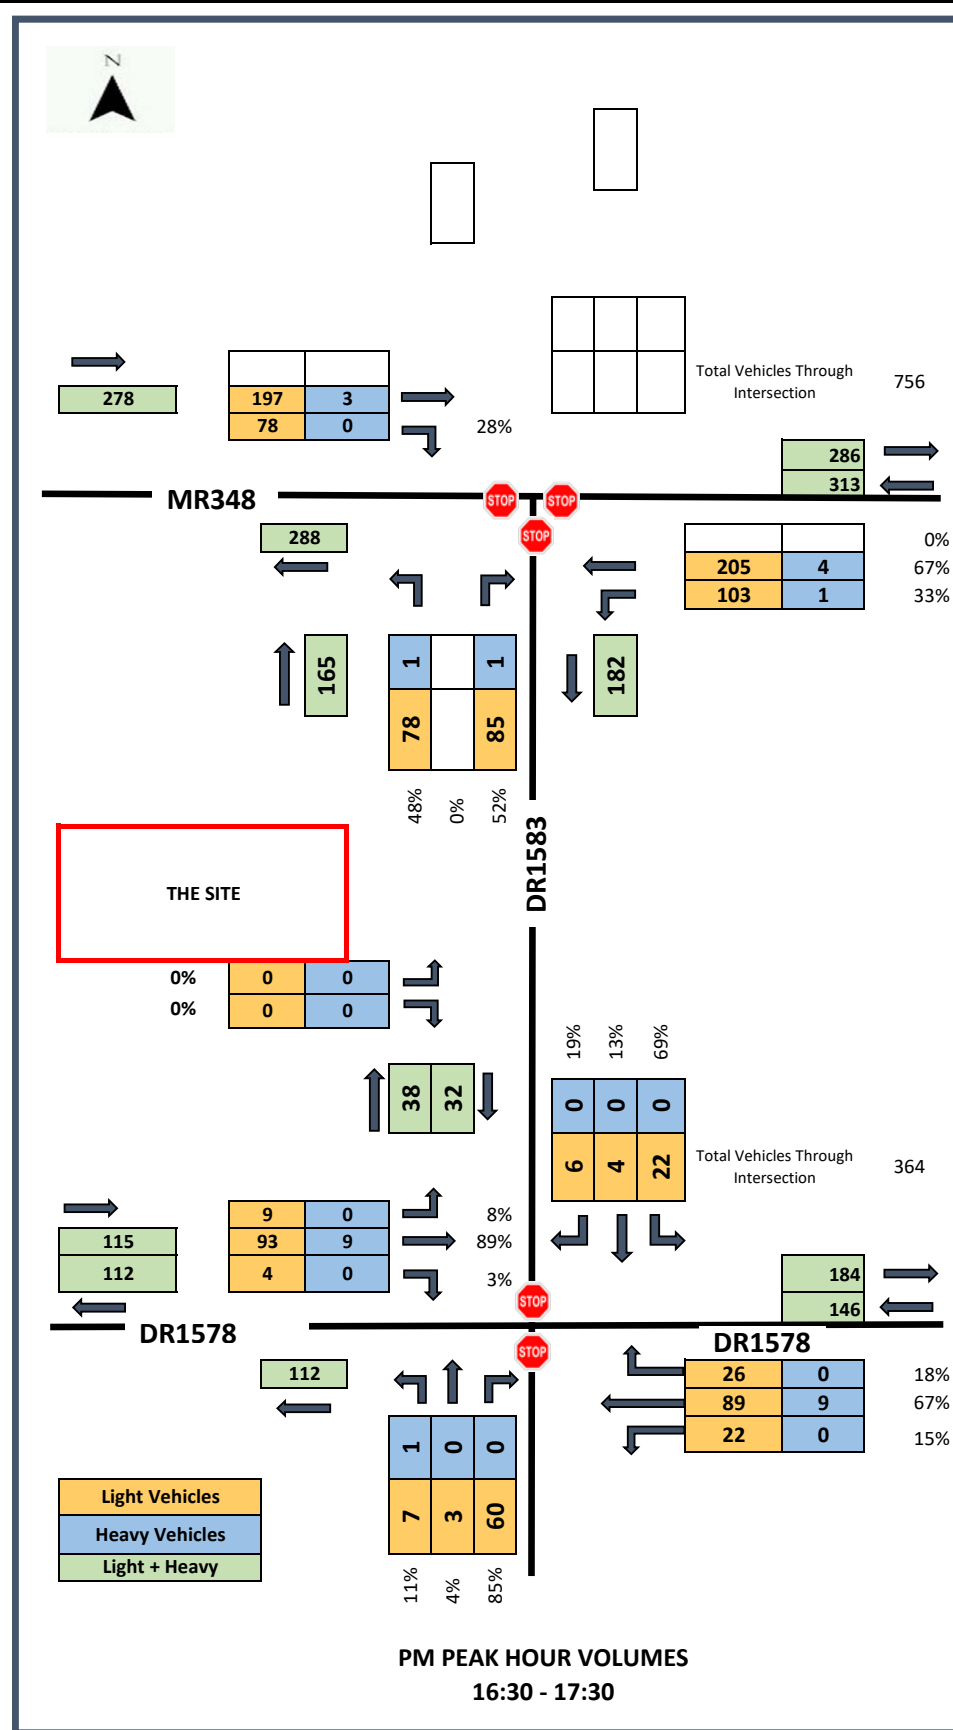 N
Total Vehicles Through
Intersection
756
278
197 3
78 0
28%
286
313
MR348
STOP STOP
STOP
288
0%
205 4 67%
103 1 33%
165
1 1
78 85
182
48% 0% 52%
DR1583
THE SITE
0% 0 0
0% 0 0
19% 13% 69%
38 32
0 0 0
6 4 22
Total Vehicles Through
Intersection
364
9 0 8%
115 93 9 89%
112 4 0 3%
184
146
STOP
DR1578
STOP
DR1578
112
26 0 18%
89 9 67%
22 0 15%
1 0 0
7 3 60
11% 4% 85%
Light Vehicles
Heavy Vehicles
Light + Heavy
PM PEAK HOUR VOLUMES
16:30 - 17:30